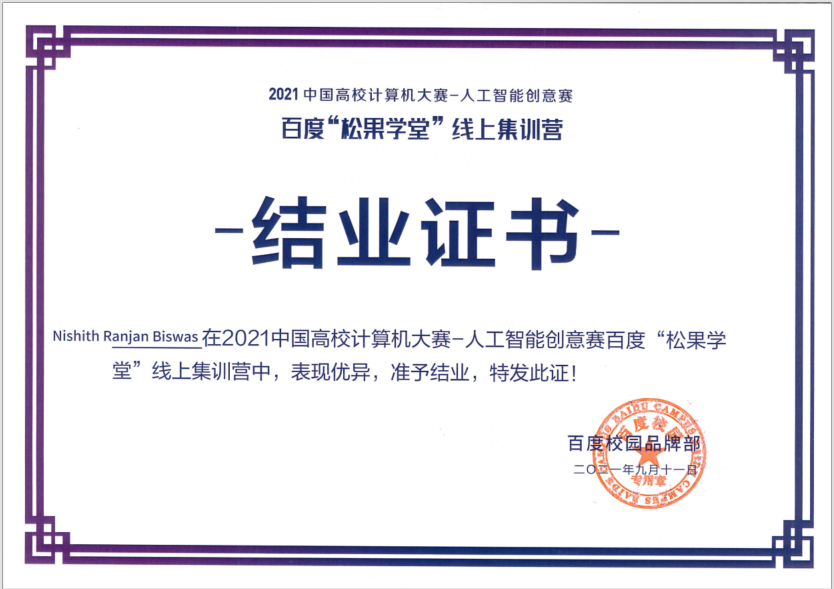 2021 中国高校计算机大赛-人工智能创意赛
百度“松果学堂”线上集训营
-结业证书-
Nishith Ranjan Biswas 在2021中国高校计算机大赛-人工智能创意赛百度“松果学
堂”线上集训营中，表现优异，准予结业，特发此证！
百度校园品牌部
二〇二一年九月十一日
BAIDU CAMPUS
百度校园
专用章